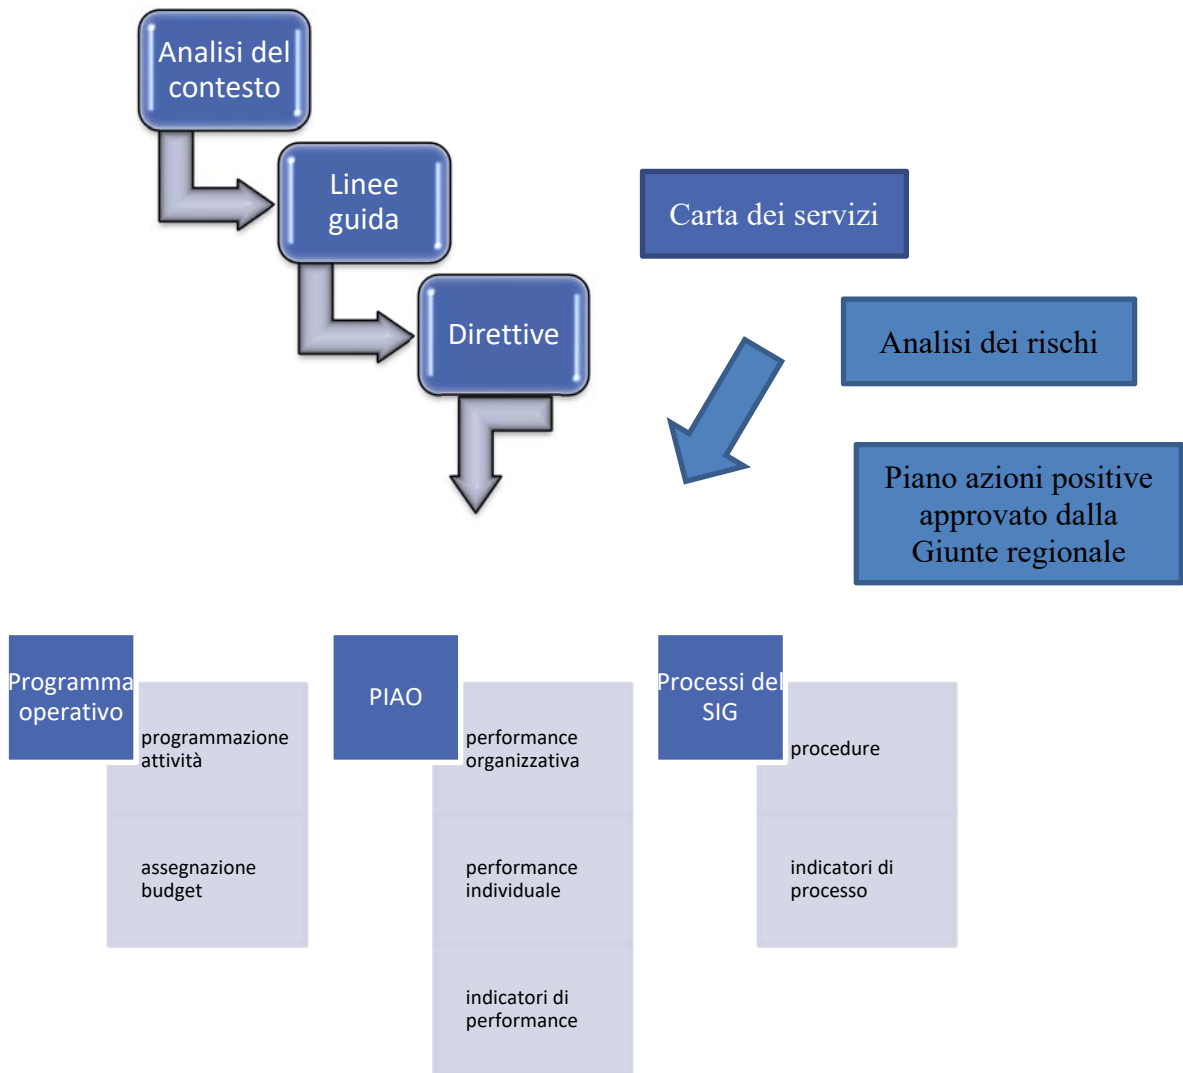 Analisi del
contesto
Linee
guida
Direttive
Carta dei servizi
Analisi dei rischi
Piano azioni positive
approvato dalla
Giunte regionale
Programma
operativo
programmazione
attività
assegnazione
budget
PIAO
performance
organizzativa
performance
individuale
indicatori di
performance
Processi del
SIG
procedure
indicatori di
processo